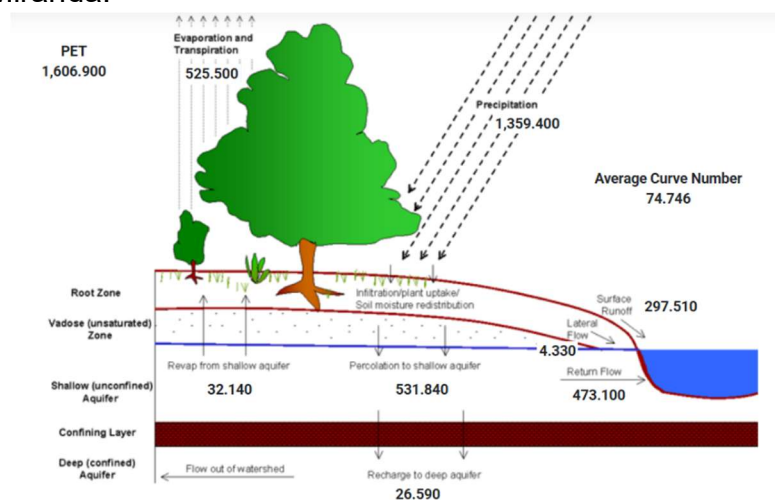 PET
1,606.900
Evaporation and
Transpiration
525.500
Precipitation
1,359.400
Average Curve Number
74.746
Root Zone
Infiltration/plant uptake/
Soil moisture redistribution
Surface
Runoff
297.510
Vadose (unsaturated)
Zone
Lateral
Flow
4.330
Revap from shallow aquifer
32.140
Percolation to shallow aquifer
531.840
Return Flow
473.100
Shallow (unconfined)
Aquifer
Confining Layer
Deep (confined)
Aquifer
Flow out of watershed
Recharge to deep aquifer
26.590